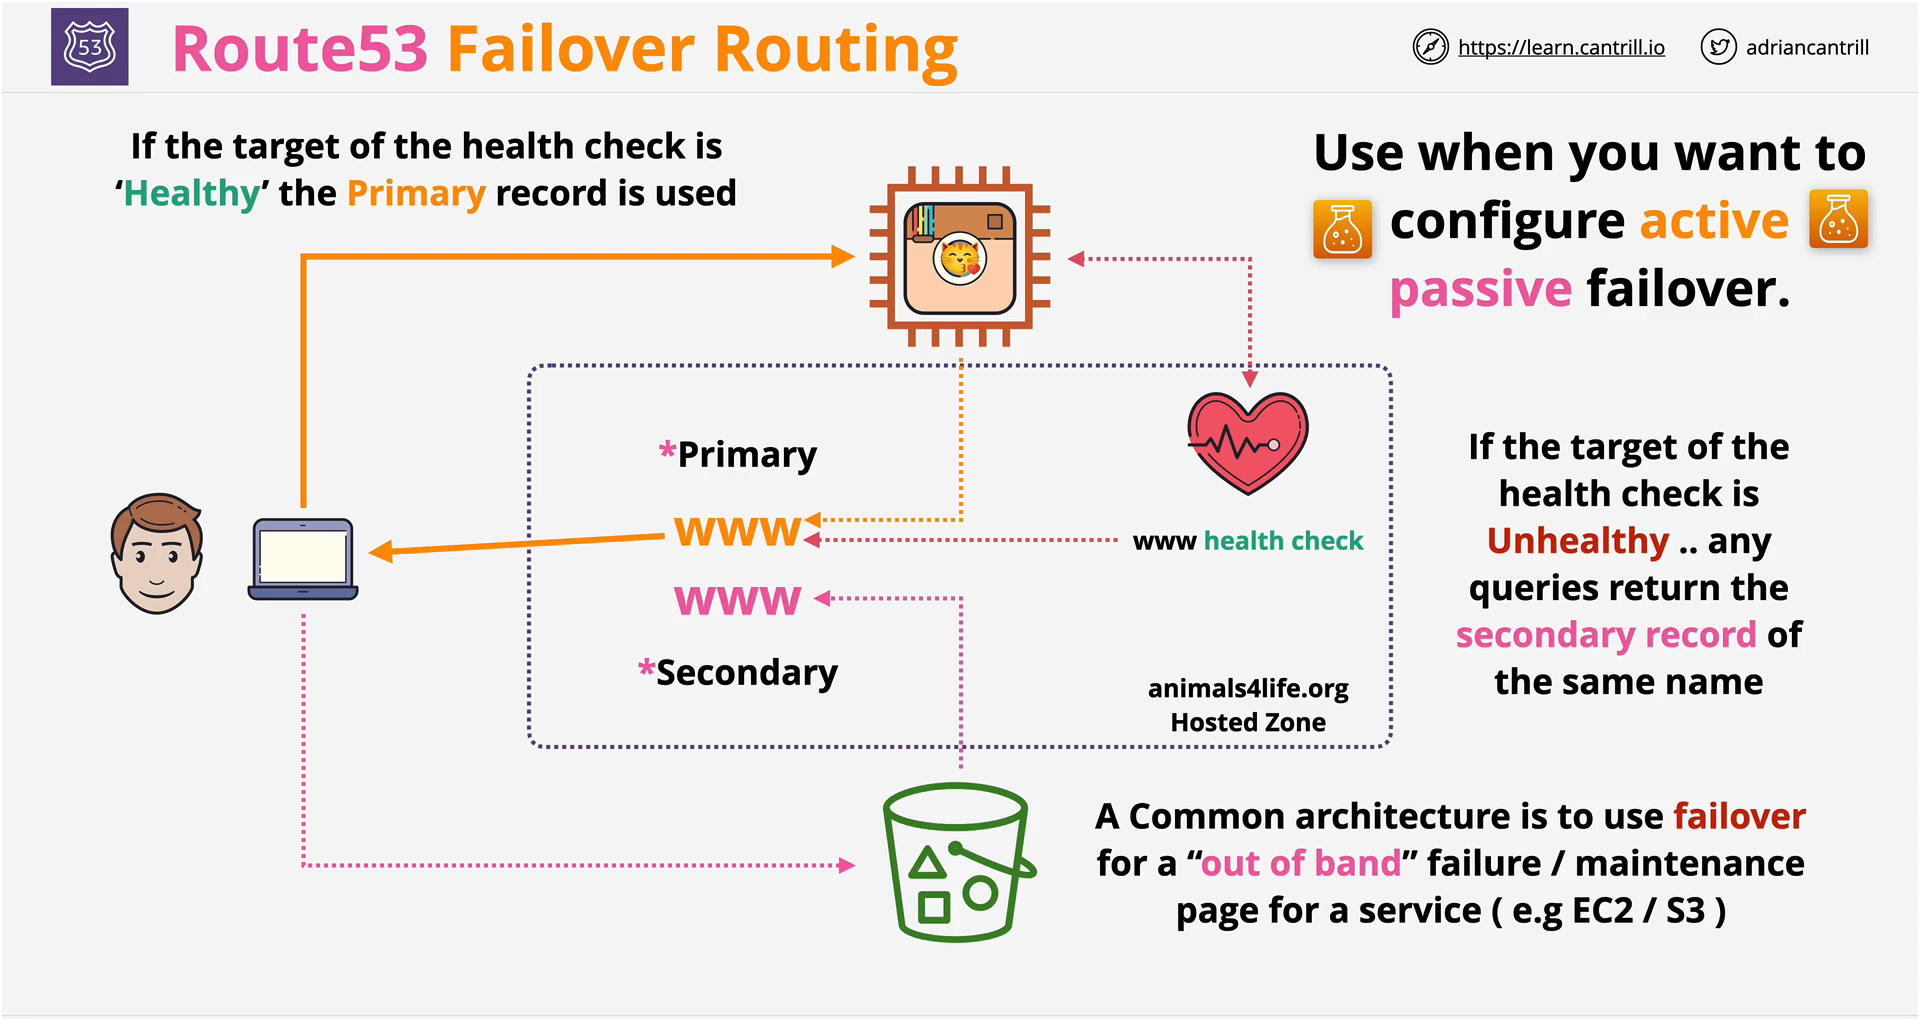 53
Route53 Failover Routing
https://learn.cantrill.io
adriancantrill
If the target of the health check is
‘Healthy’ the Primary record is used
Use when you want to
configure active
passive failover.
*Primary
www
www health check
www
*Secondary
animals4life.org
Hosted Zone
If the target of the
health check is
Unhealthy .. any
queries return the
secondary record of
the same name
A Common architecture is to use failover
for a “out of band” failure / maintenance
page for a service ( e.g EC2 / S3 )